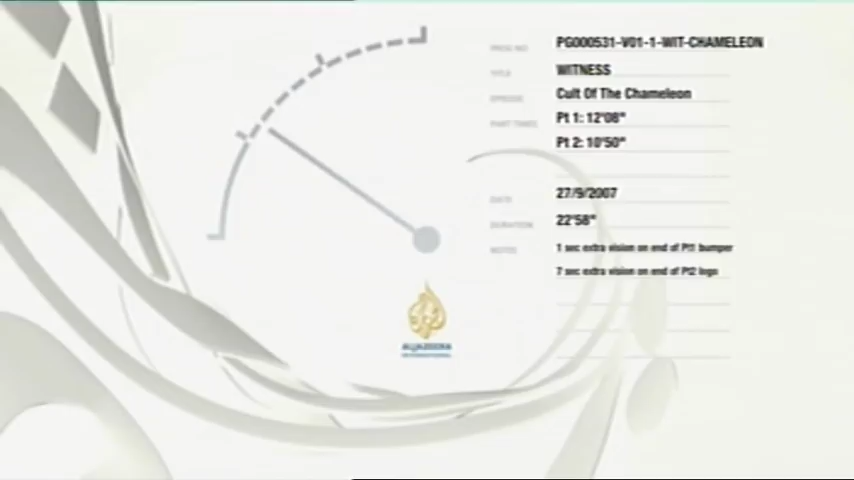 PROG NO PG000531-V01-1-WIT-CHAMELEON
TITLE WITNESS
EPISODE Cult Of The Chameleon
PART TIMES Pt 1: 12'08"
Pt 2: 10'50"
DATE 27/9/2007
DURATION 22'58"
NOTES 1 sec extra vision on end of Pt1 bumper
7 sec extra vision on end of Pt2 logo
ALJAZEERA
INTERNATIONAL